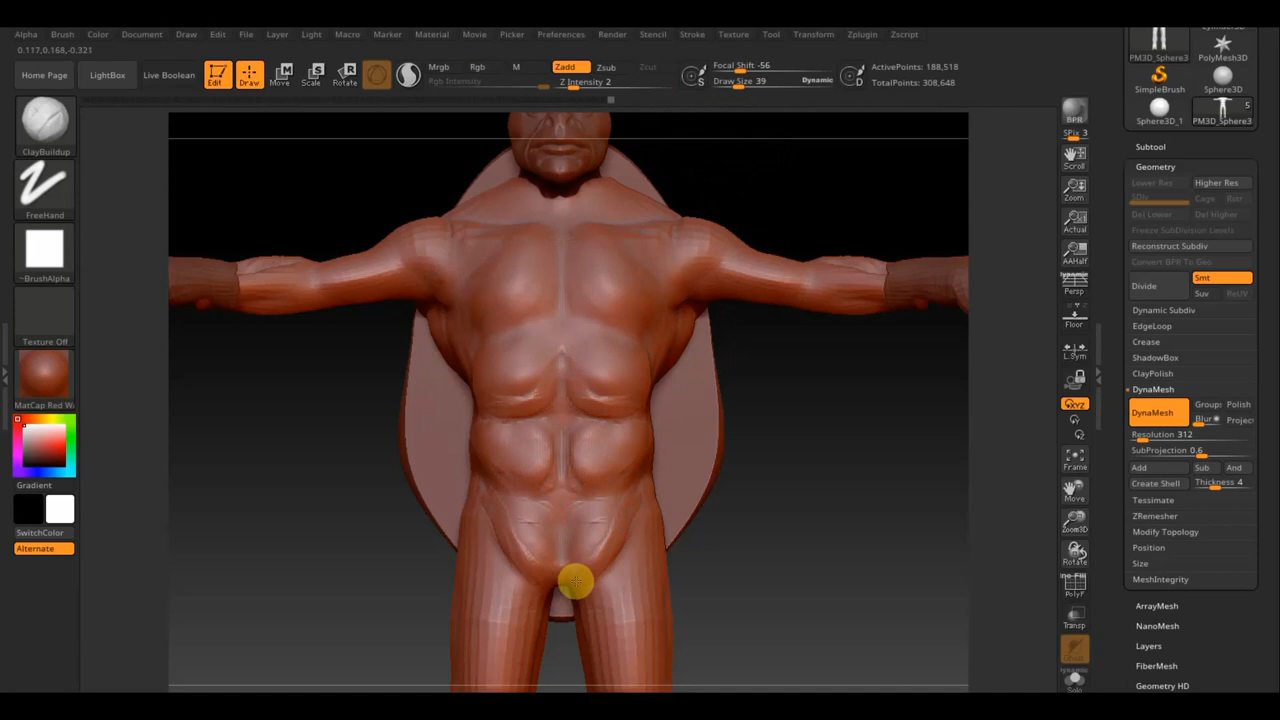 Alpha Brush Color Document Draw Edit File Layer Light Macro Marker Material Movie Picker Preferences Render Stencil Stroke Texture Tool Transform Zplugin Zscript
0.117,0.168,-0.321
Home Page
LightBox
Live Boolean
Edit
Draw
Move
Scale
Rotate
Mrgb Rgb M
Rgb Intensity
Zadd Zsub Zcut
Z Intensity 2
S
Focal Shift -56
Draw Size 39 Dynamic
D
ActivePoints: 188,518
TotalPoints: 308,648
ClayBuildup
FreeHand
~BrushAlpha
Texture Off
MatCap Red W
Gradient
SwitchColor
Alternate
BPR
SPix 3
Scroll
Zoom
Actual
AAHalf
Persp
Floor
L.Sym
XYZ
Frame
Move
Zoom3D
Rotate
PolyF
Transp
Ghost
Solo
PM3D_Sphere3 PolyMesh3D
SimpleBrush Sphere3D
5
Sphere3D_1 PM3D_Sphere3
Subtool
Geometry
Lower Res Higher Res
SDiv Cage Rstr
Del Lower Del Higher
Freeze SubDivision Levels
Reconstruct Subdiv
Convert BPR To Geo
Divide Smt
Suv ReUV
Dynamic Subdiv
EdgeLoop
Crease
ShadowBox
ClayPolish
DynaMesh
DynaMesh Groups Polish
Blur Project
Resolution 312
SubProjection 0.6
Add Sub And
Create Shell Thickness 4
Tessimate
ZRemesher
Modify Topology
Position
Size
MeshIntegrity
ArrayMesh
NanoMesh
Layers
FiberMesh
Geometry HD